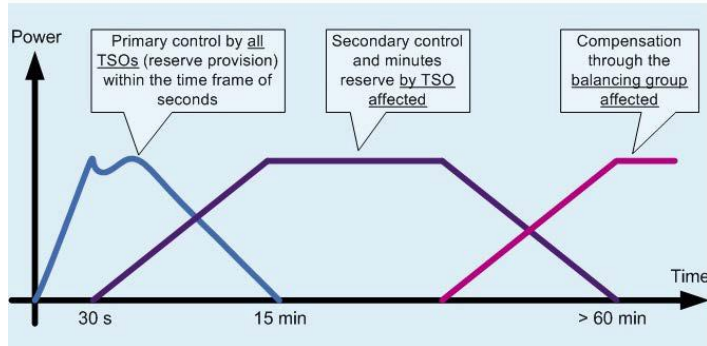 Power
Primary control by all
TSOs (reserve provision)
within the time frame of
seconds
Secondary control
and minutes
reserve by TSO
affected
Compensation
through the
balancing group
affected
Time
30 s
15 min
> 60 min